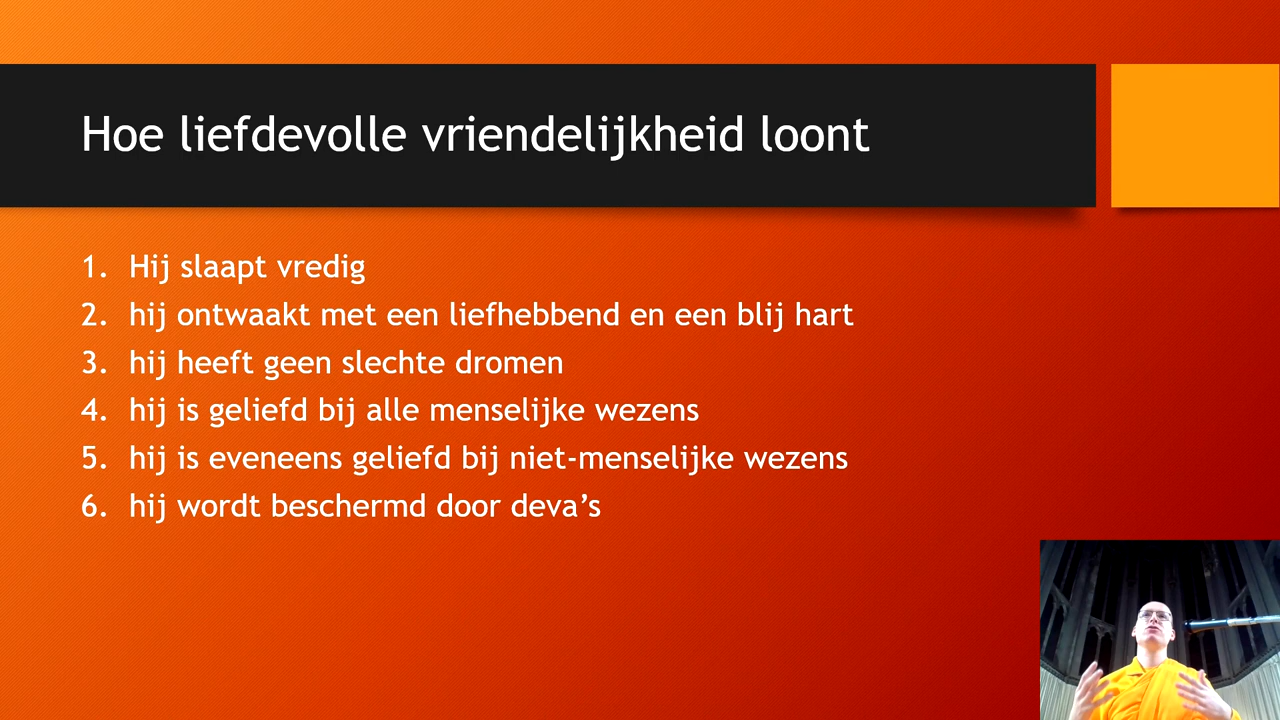 Hoe liefdevolle vriendelijkheid loont
1. Hij slaapt vredig
2. hij ontwaakt met een liefhebbend en een blij hart
3. hij heeft geen slechte dromen
4. hij is geliefd bij alle menselijke wezens
5. hij is eveneens geliefd bij niet-menselijke wezens
6. hij wordt beschermd door deva’s